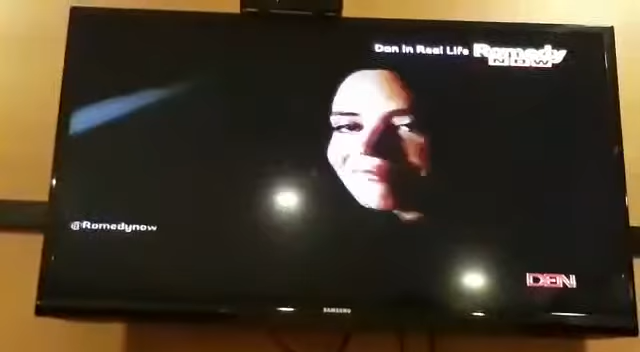 Dan in Real Life
Romedy
NOW
@Romedynow
DEN
SAMSUNG